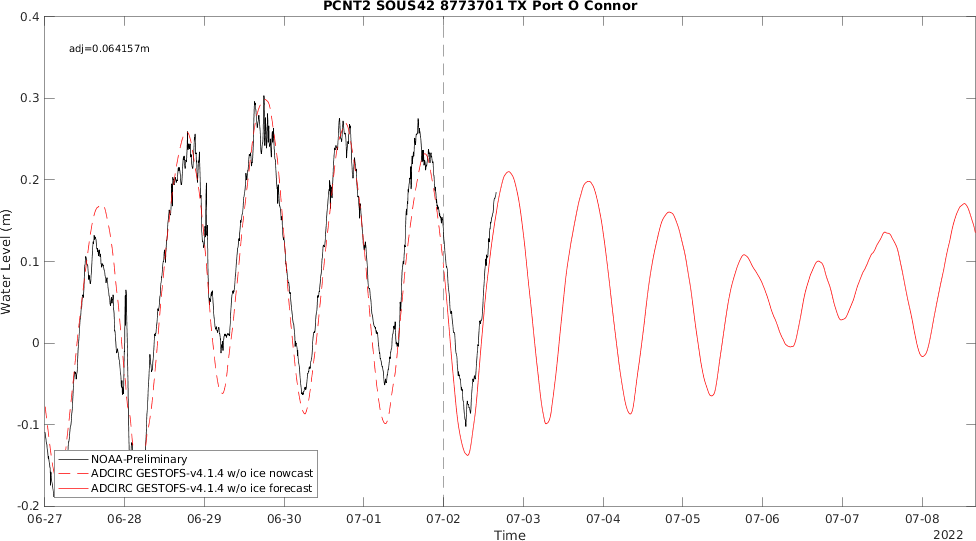 PCNT2 SOUS42 8773701 TX Port O Connor
adj=0.064157m
0.4
0.3
0.2
0.1
0
-0.1
-0.2
Water Level (m)
NOAA-Preliminary
ADCIRC GESTOFS-v4.1.4 w/o ice nowcast
ADCIRC GESTOFS-v4.1.4 w/o ice forecast
06-27 06-28 06-29 06-30 07-01 07-02 07-03 07-04 07-05 07-06 07-07 07-08
Time
2022